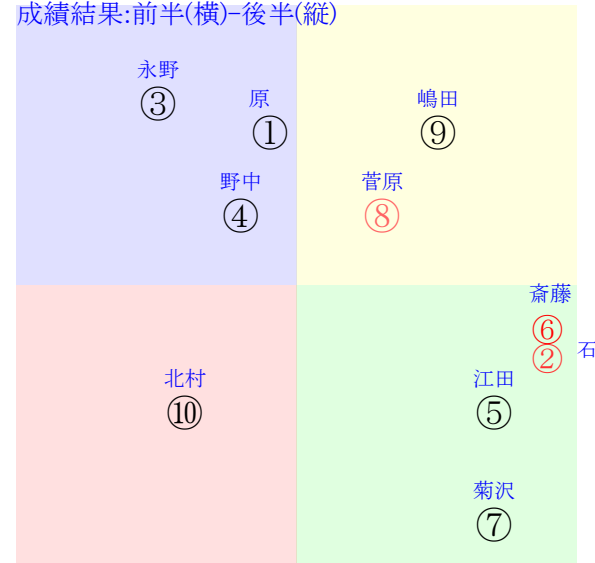 成績結果:前半(横)-後半(縦)
永野
③
原
①
嶋田
⑨
野中
④
菅原
⑧
斎藤
⑥
② 石
北村
⑩
江田
⑤
菊沢
⑦